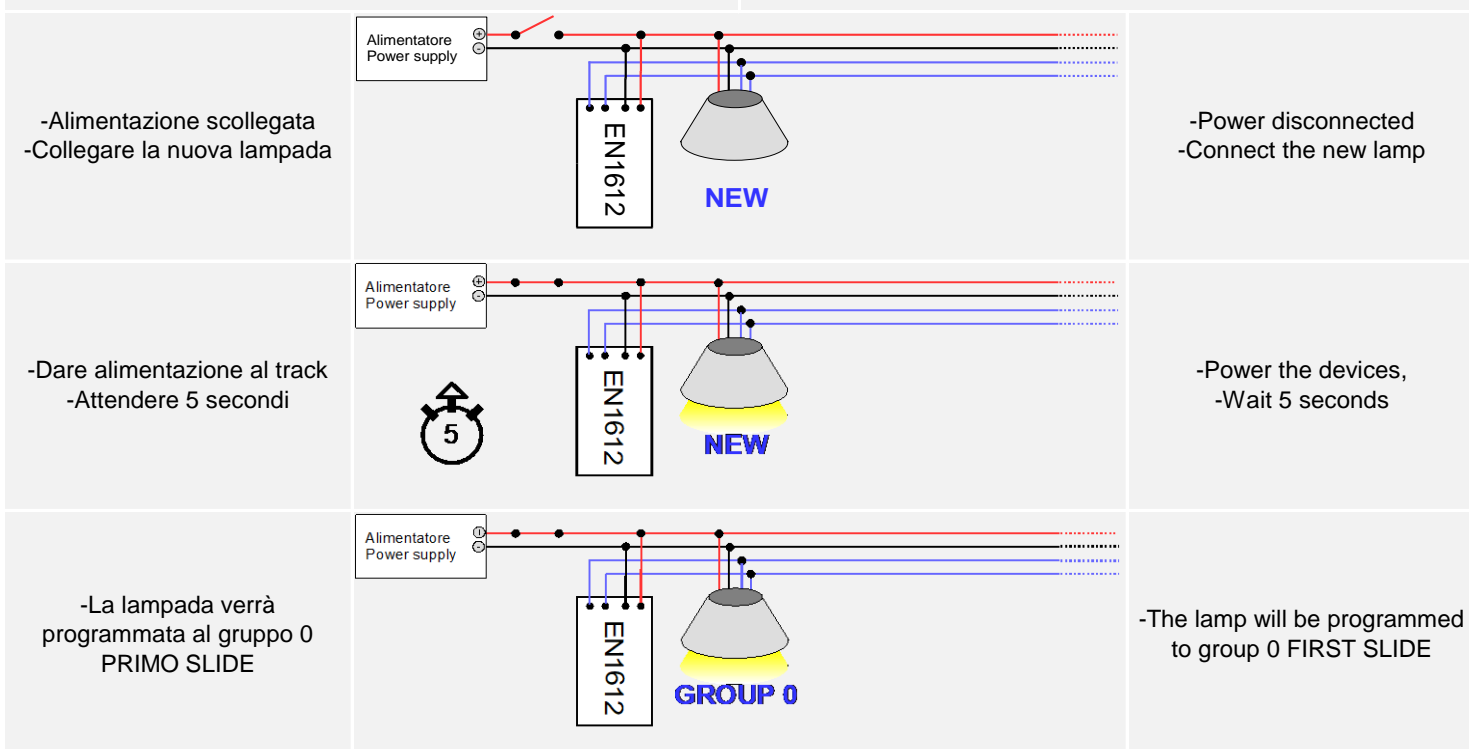 -Alimentazione scollegata
-Collegare la nuova lampada
Alimentatore
Power supply
+
-
EN1612
NEW
-Power disconnected
-Connect the new lamp
-Dare alimentazione al track
-Attendere 5 secondi
Alimentatore
Power supply
+
-
5
EN1612
NEW
-Power the devices,
-Wait 5 seconds
-La lampada verrà
programmata al gruppo 0
PRIMO SLIDE
Alimentatore
Power supply
-
EN1612
GROUP 0
-The lamp will be programmed
to group 0 FIRST SLIDE